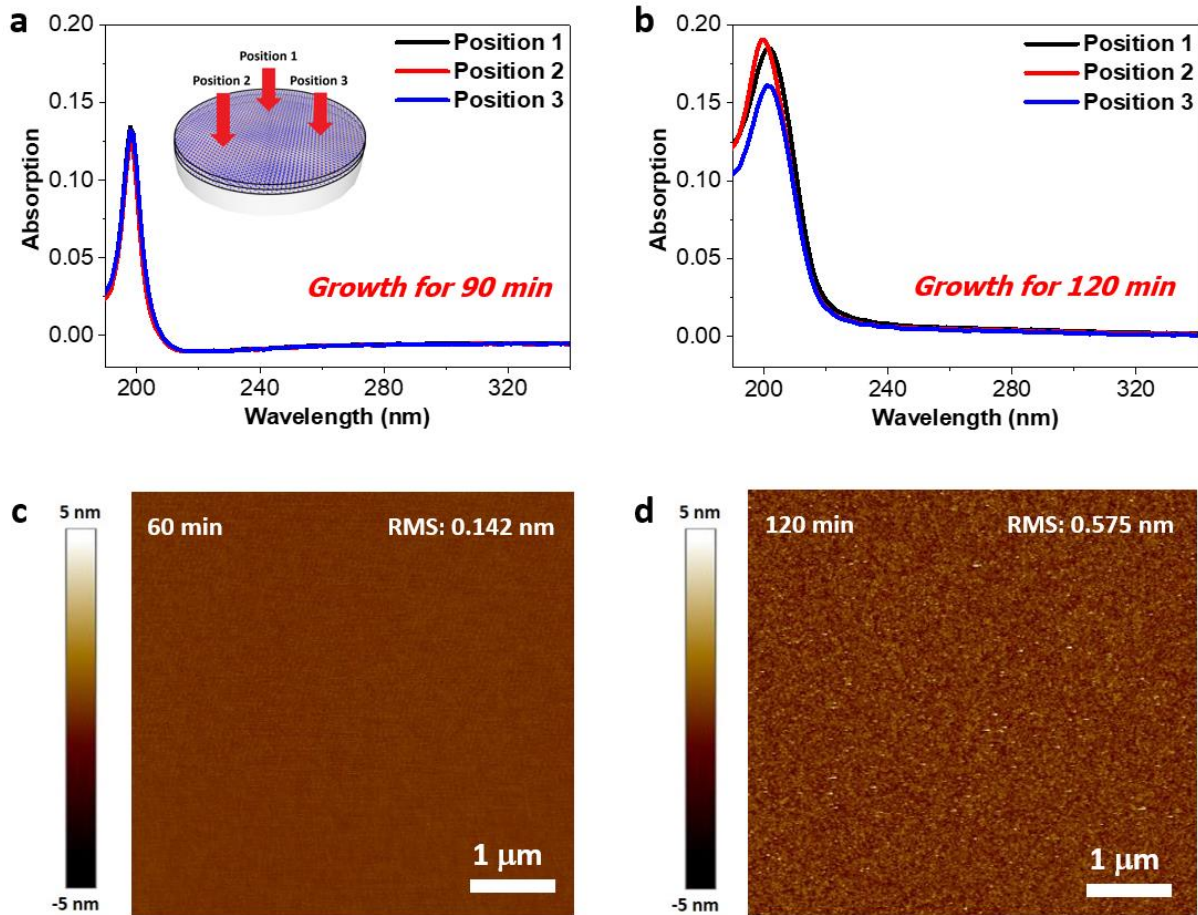 a
0.20
0.15
0.10
0.05
0.00
Absorption
Position 1
Position 2
Position 3
Position 1
Position 2
Position 3
Growth for 90 min
200
240
280
320
Wavelength (nm)
b
0.20
0.15
0.10
0.05
0.00
Absorption
Position 1
Position 2
Position 3
Growth for 120 min
200
240
280
320
Wavelength (nm)
c
5 nm
-5 nm
60 min
RMS: 0.142 nm
1 μm
d
5 nm
-5 nm
120 min
RMS: 0.575 nm
1 μm